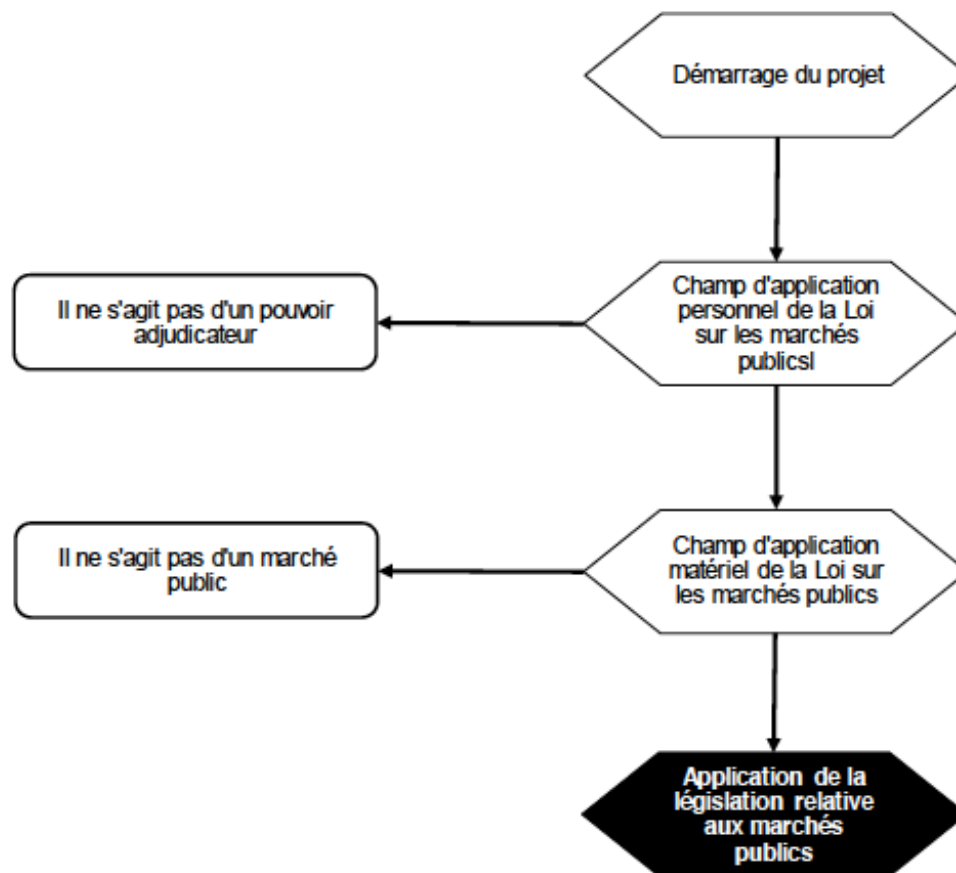 Démarrage du projet
Il ne s'agit pas d'un pouvoir
adjudicateur
Champ d'application
personnel de la Loi
sur les marchés
publicsl
Il ne s'agit pas d'un marché
public
Champ d'application
matériel de la Loi sur
les marchés publics
Application de la
législation relative
aux marchés
publics